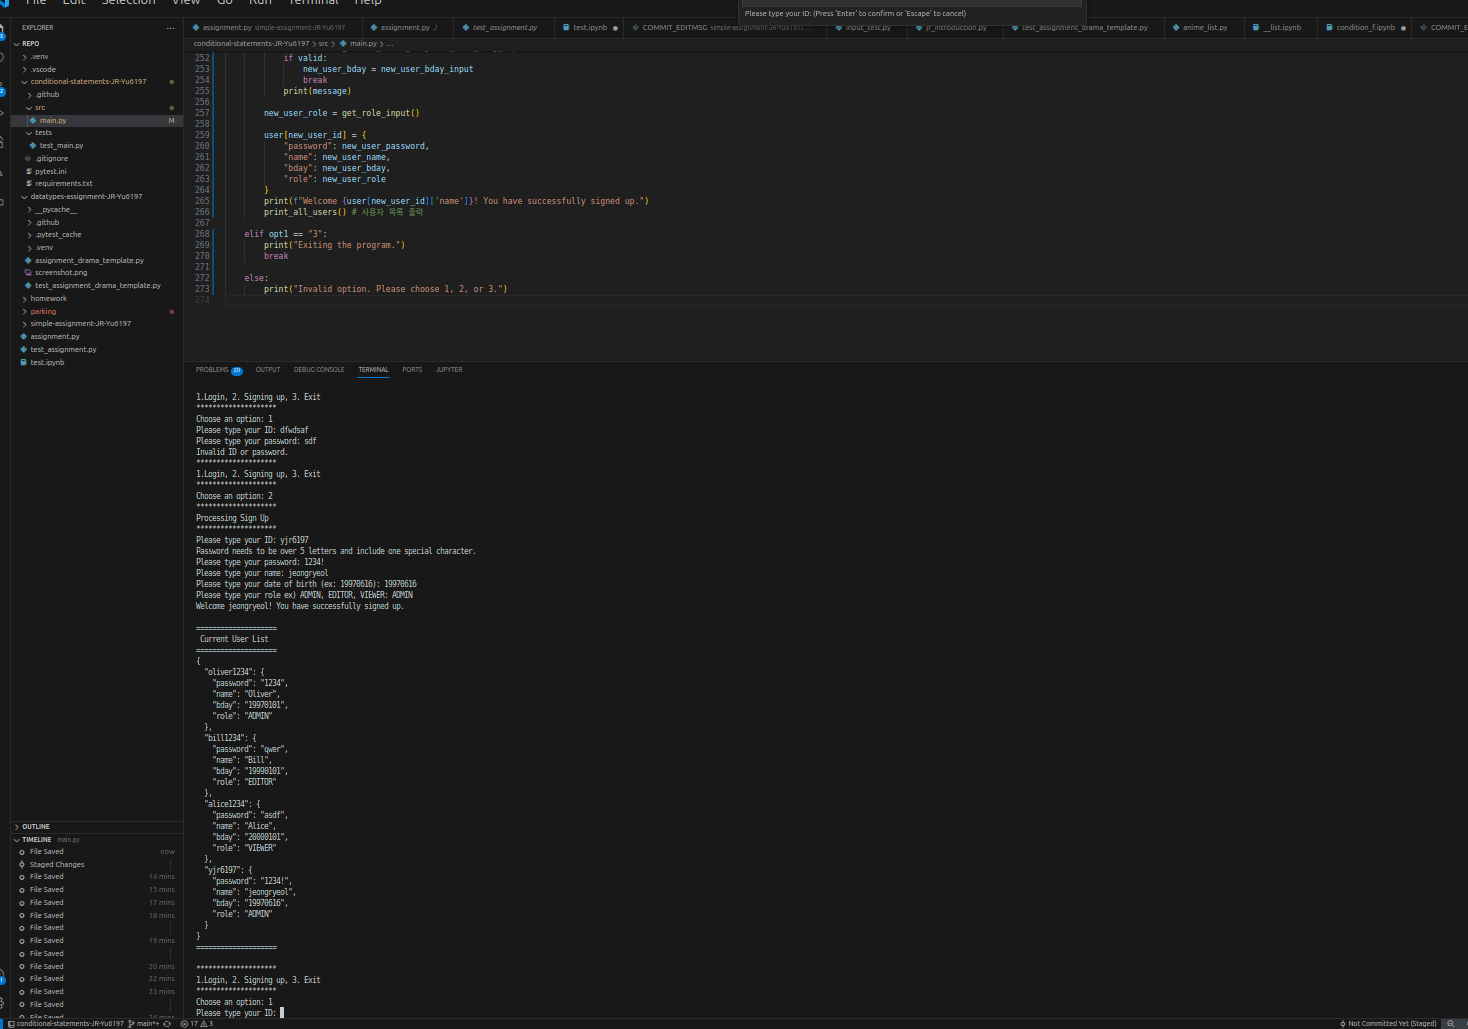 File Edit Selection View Go Run Terminal Help
Please type your ID: (Press 'Enter' to confirm or 'Escape' to cancel)
EXPLORER
assignment.py simple-assignment-JR-Yu6197
assignment.py ./
test_assignment.py
test.ipynb
COMMIT_EDITMSG simple-assignment-JR-Yu6197/...
input_test.py
jf_introduction.py
test_assignment_drama_template.py
anime_list.py
__list.ipynb
condition_f.ipynb
COMMIT_E
conditional-statements-JR-Yu6197 > src > main.py > ...
REPO
.venv
.vscode
conditional-statements-JR-Yu6197
.github
src
main.py M
tests
test_main.py
.gitignore
pytest.ini
requirements.txt
datatypes-assignment-JR-Yu6197
__pycache__
.github
.pytest_cache
.venv
assignment_drama_template.py
screenshot.png
test_assignment_drama_template.py
homework
parking
simple-assignment-JR-Yu6197
assignment.py
test_assignment.py
test.ipynb
252 if valid:
253 new_user_bday = new_user_bday_input
254 break
255 print(message)
256
257 new_user_role = get_role_input()
258
259 user[new_user_id] = {
260 "password": new_user_password,
261 "name": new_user_name,
262 "bday": new_user_bday,
263 "role": new_user_role
264 }
265 print(f"Welcome {user[new_user_id]['name']}! You have successfully signed up.")
266 print_all_users() # 사용자 목록 출력
267
268 elif opt1 == "3":
269 print("Exiting the program.")
270 break
271
272 else:
273 print("Invalid option. Please choose 1, 2, or 3.")
274
PROBLEMS 20 OUTPUT DEBUG CONSOLE TERMINAL PORTS JUPYTER
1.Login, 2. Signing up, 3. Exit
*******************
Choose an option: 1
Please type your ID: dfwdsaf
Please type your password: sdf
Invalid ID or password.
*******************
1.Login, 2. Signing up, 3. Exit
*******************
Choose an option: 2
*******************
Processing Sign Up
*******************
Please type your ID: yjr6197
Password needs to be over 5 letters and include one special character.
Please type your password: 1234!
Please type your name: jeongryeol
Please type your date of birth (ex: 19970616): 19970616
Please type your role ex) ADMIN, EDITOR, VIEWER: ADMIN
Welcome jeongryeol! You have successfully signed up.
===================
Current User List
===================
{
"oliver1234": {
"password": "1234",
"name": "Oliver",
"bday": "19970101",
"role": "ADMIN"
},
"bill1234": {
"password": "qwer",
"name": "Bill",
"bday": "19990101",
"role": "EDITOR"
},
"alice1234": {
"password": "asdf",
"name": "Alice",
"bday": "20000101",
"role": "VIEWER"
},
"yjr6197": {
"password": "1234!",
"name": "jeongryeol",
"bday": "19970616",
"role": "ADMIN"
}
}
===================
*******************
1.Login, 2. Signing up, 3. Exit
*******************
Choose an option: 1
Please type your ID:
OUTLINE
TIMELINE main.py
File Saved now
Staged Changes
File Saved 14 mins
File Saved 15 mins
File Saved 17 mins
File Saved 18 mins
File Saved
File Saved 19 mins
File Saved
File Saved 20 mins
File Saved 22 mins
File Saved 23 mins
File Saved
File Saved 24 mins
conditional-statements-JR-Yu6197 main*+ 17 3
Not Committed Yet (Staged)